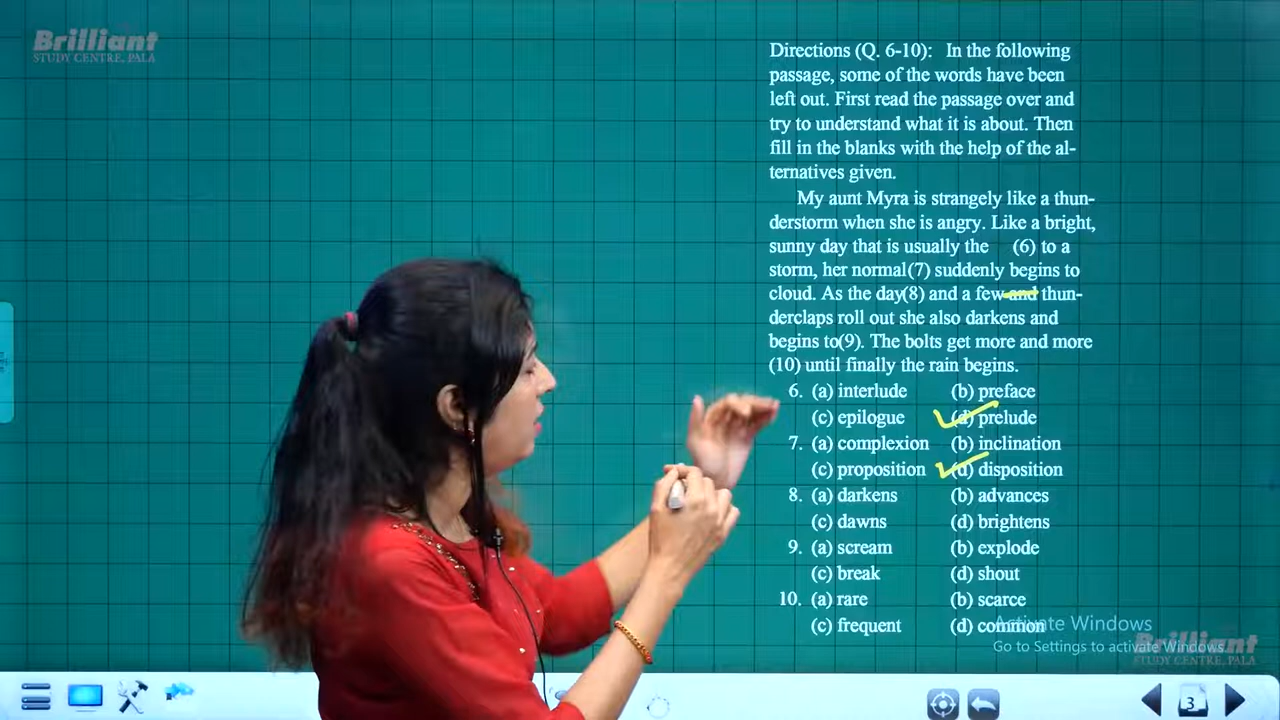 Brilliant
STUDY CENTRE, PALA
Directions (Q. 6-10): In the following
passage, some of the words have been
left out. First read the passage over and
try to understand what it is about. Then
fill in the blanks with the help of the al-
ternatives given.
My aunt Myra is strangely like a thun-
derstorm when she is angry. Like a bright,
sunny day that is usually the (6) to a
storm, her normal(7) suddenly begins to
cloud. As the day(8) and a few and thun-
derclaps roll out she also darkens and
begins to(9). The bolts get more and more
(10) until finally the rain begins.
6. (a) interlude (b) preface
(c) epilogue (d) prelude
7. (a) complexion (b) inclination
(c) proposition (d) disposition
8. (a) darkens (b) advances
(c) dawns (d) brightens
9. (a) scream (b) explode
(c) break (d) shout
10. (a) rare (b) scarce
(c) frequent (d) common
Activate Windows
Go to Settings to activate Windows.
Brilliant
STUDY CENTRE, PALA
3